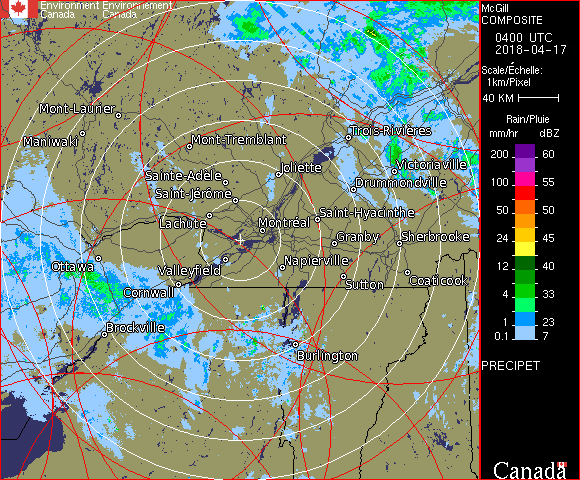 Environment Environnement
Canada Canada
McGill
COMPOSITE
0400 UTC
2018-04-17
Scale/Échelle:
1km/Pixel
40 KM
Rain/Pluie
mm/hr dBZ
200 60
100 55
50 50
24 45
12 40
4 33
1 23
0.1 7
PRECIPET
Canada
Mont-Laurier
Maniwaki
Mont-Tremblant
Trois-Rivières
Sainte-Adèle
Joliette
Victoriaville
Saint-Jérôme
Drummondville
Lachute
Montréal
Saint-Hyacinthe
Granby
Sherbrooke
Ottawa
Valleyfield
Napierville
Cornwall
Sutton
Coaticook
Brockville
Burlington